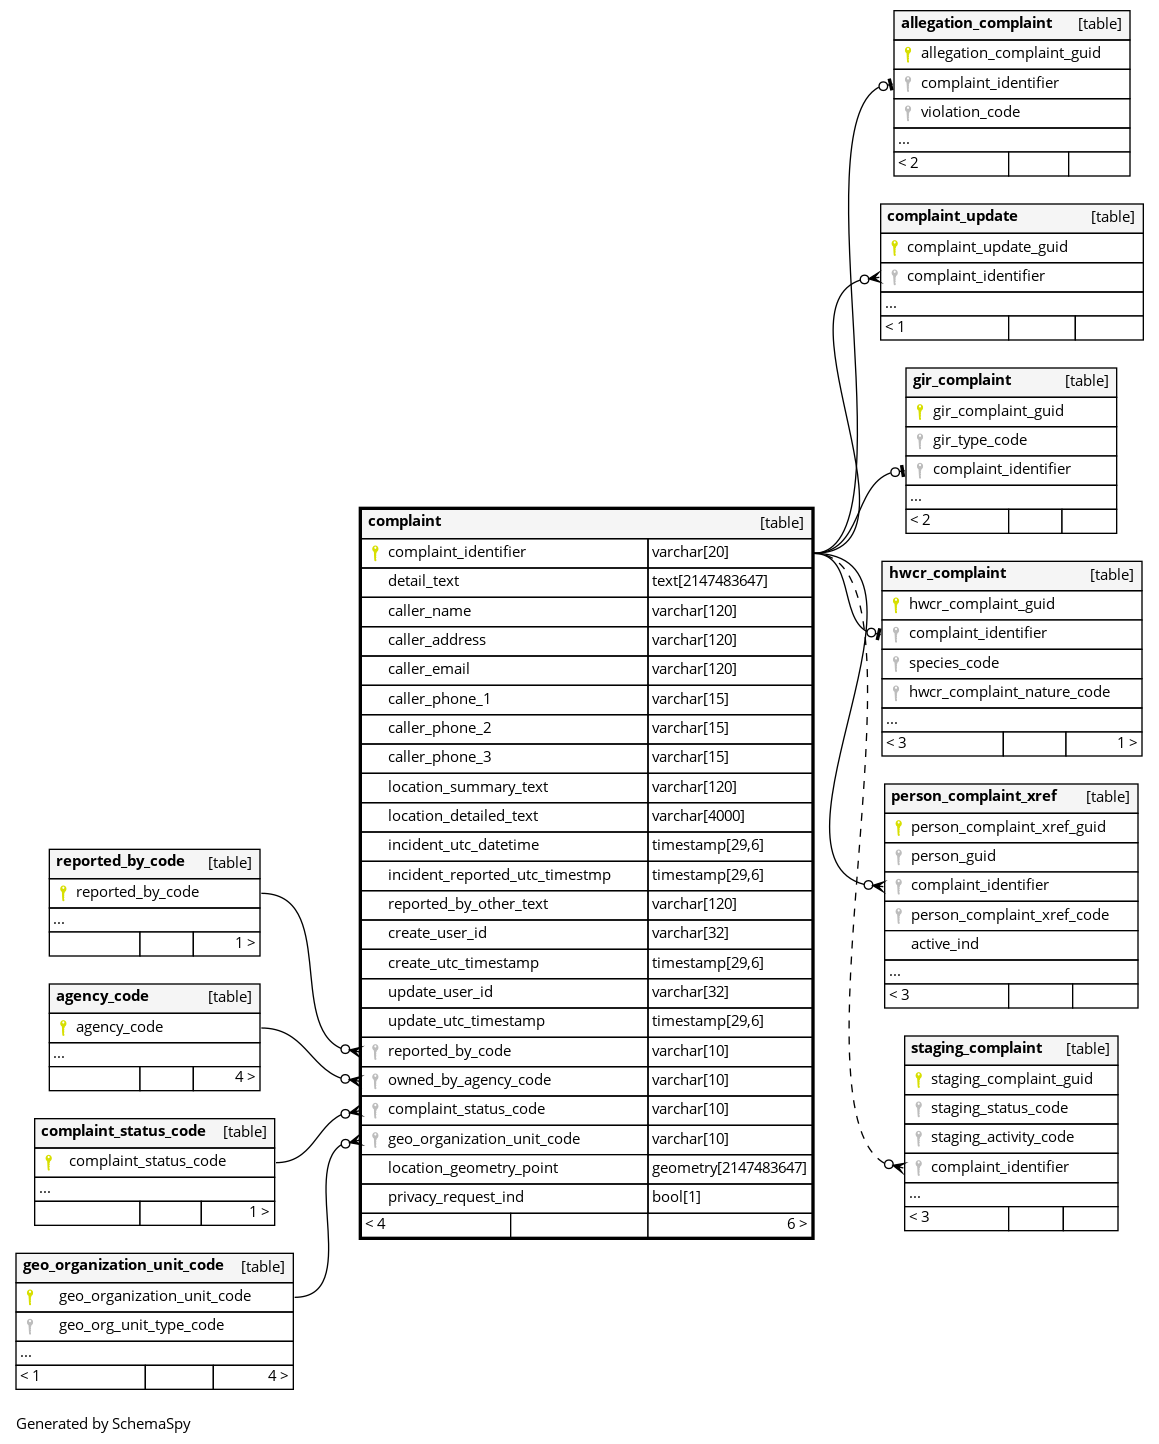 allegation_complaint [table]
allegation_complaint_guid
complaint_identifier
violation_code
...
< 2
complaint_update [table]
complaint_update_guid
complaint_identifier
...
< 1
gir_complaint [table]
gir_complaint_guid
gir_type_code
complaint_identifier
...
< 2
complaint [table]
complaint_identifier varchar[20]
detail_text text[2147483647]
caller_name varchar[120]
caller_address varchar[120]
caller_email varchar[120]
caller_phone_1 varchar[15]
caller_phone_2 varchar[15]
caller_phone_3 varchar[15]
location_summary_text varchar[120]
location_detailed_text varchar[4000]
incident_utc_datetime timestamp[29,6]
incident_reported_utc_timestmp timestamp[29,6]
reported_by_other_text varchar[120]
create_user_id varchar[32]
create_utc_timestamp timestamp[29,6]
update_user_id varchar[32]
update_utc_timestamp timestamp[29,6]
reported_by_code varchar[10]
owned_by_agency_code varchar[10]
complaint_status_code varchar[10]
geo_organization_unit_code varchar[10]
location_geometry_point geometry[2147483647]
privacy_request_ind bool[1]
< 4 6 >
hwcr_complaint [table]
hwcr_complaint_guid
complaint_identifier
species_code
hwcr_complaint_nature_code
...
< 3 1 >
person_complaint_xref [table]
person_complaint_xref_guid
person_guid
complaint_identifier
person_complaint_xref_code
active_ind
...
< 3
staging_complaint [table]
staging_complaint_guid
staging_status_code
staging_activity_code
complaint_identifier
...
< 3
reported_by_code [table]
reported_by_code
...
1 >
agency_code [table]
agency_code
...
4 >
complaint_status_code [table]
complaint_status_code
...
1 >
geo_organization_unit_code [table]
geo_organization_unit_code
geo_org_unit_type_code
...
< 1 4 >
Generated by SchemaSpy